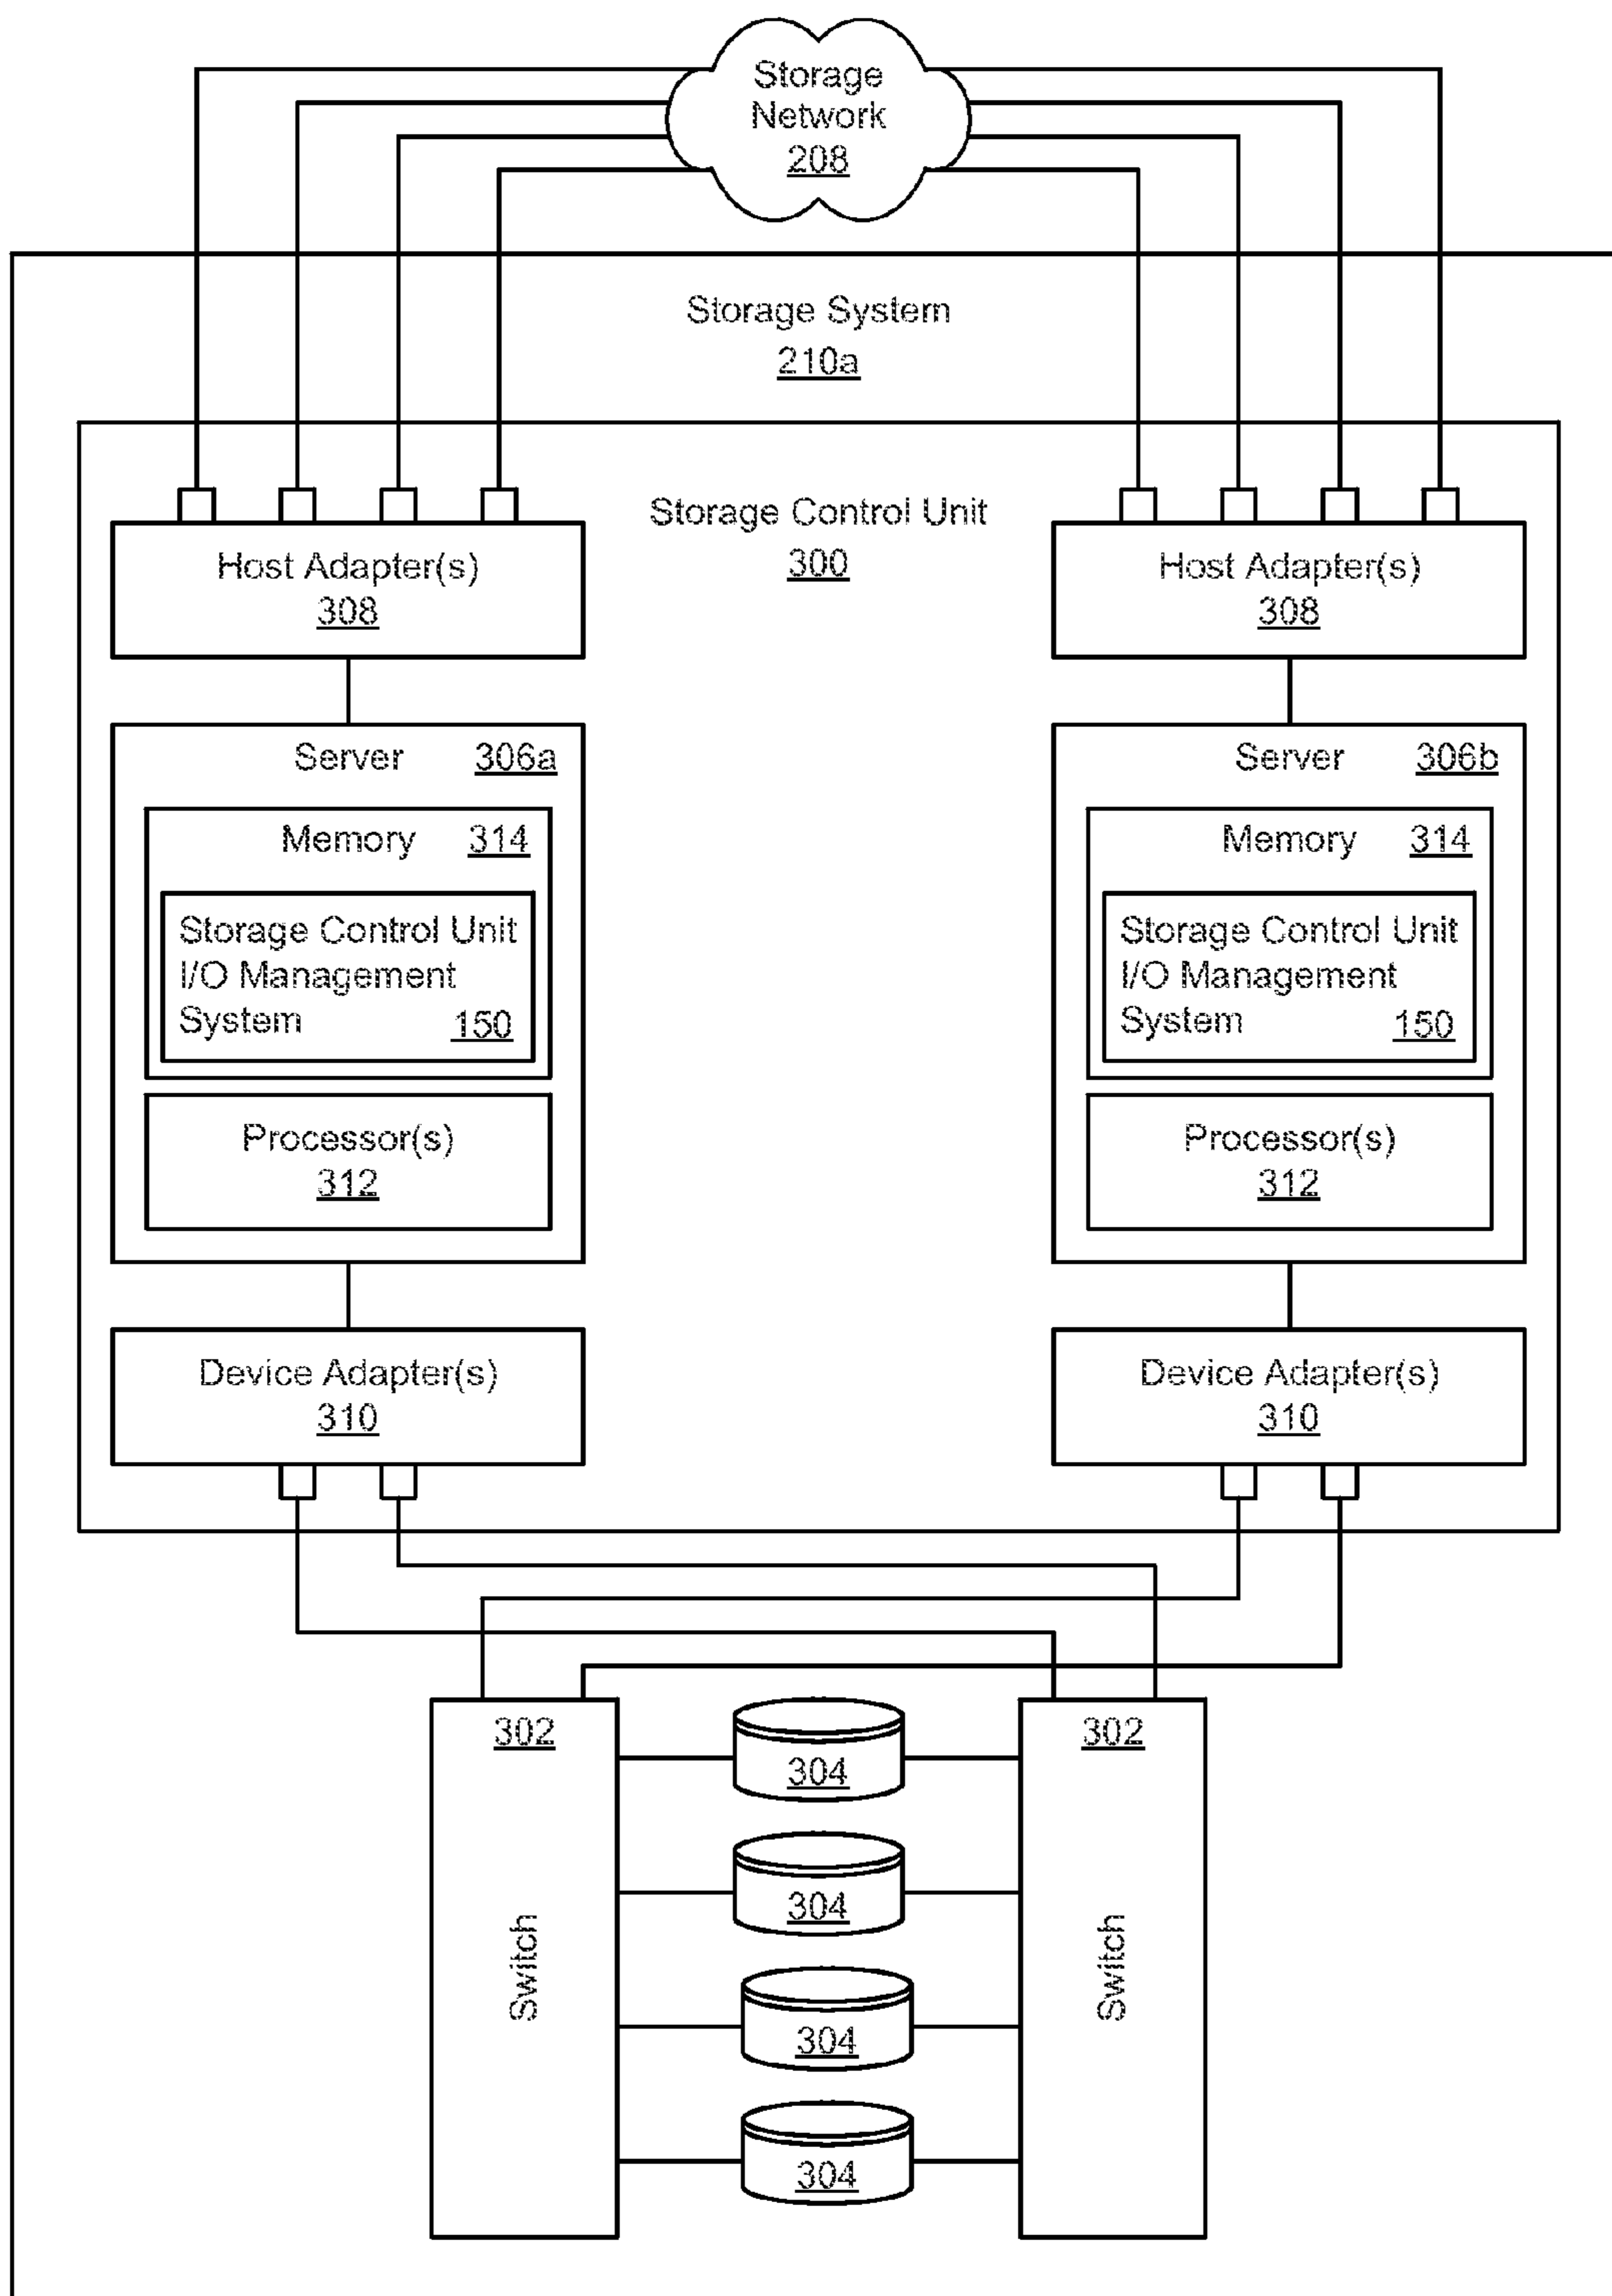 Storage
Network
208
Storage System
210a
Storage Control Unit
300
Host Adapter(s)
308
Host Adapter(s)
308
Server 306a
Memory 314
Storage Control Unit
I/O Management
System 150
Processor(s)
312
Server 306b
Memory 314
Storage Control Unit
I/O Management
System 150
Processor(s)
312
Device Adapter(s)
310
Device Adapter(s)
310
302
Switch
304
304
304
304
302
Switch